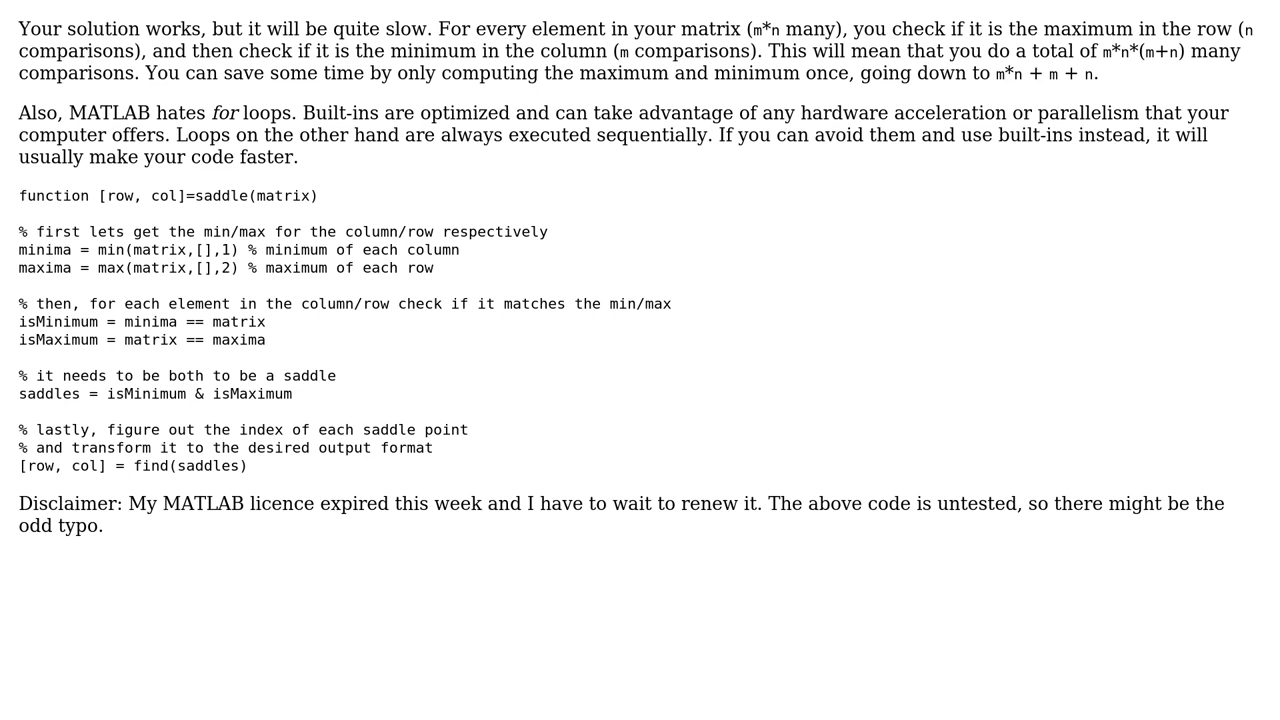 Your solution works, but it will be quite slow. For every element in your matrix (m*n many), you check if it is the maximum in the row (n
comparisons), and then check if it is the minimum in the column (m comparisons). This will mean that you do a total of m*n*(m+n) many
comparisons. You can save some time by only computing the maximum and minimum once, going down to m*n + m + n.
Also, MATLAB hates for loops. Built-ins are optimized and can take advantage of any hardware acceleration or parallelism that your
computer offers. Loops on the other hand are always executed sequentially. If you can avoid them and use built-ins instead, it will
usually make your code faster.
function [row, col]=saddle(matrix)
% first lets get the min/max for the column/row respectively
minima = min(matrix,[],1) % minimum of each column
maxima = max(matrix,[],2) % maximum of each row
% then, for each element in the column/row check if it matches the min/max
isMinimum = minima == matrix
isMaximum = matrix == maxima
% it needs to be both to be a saddle
saddles = isMinimum & isMaximum
% lastly, figure out the index of each saddle point
% and transform it to the desired output format
[row, col] = find(saddles)
Disclaimer: My MATLAB licence expired this week and I have to wait to renew it. The above code is untested, so there might be the
odd typo.